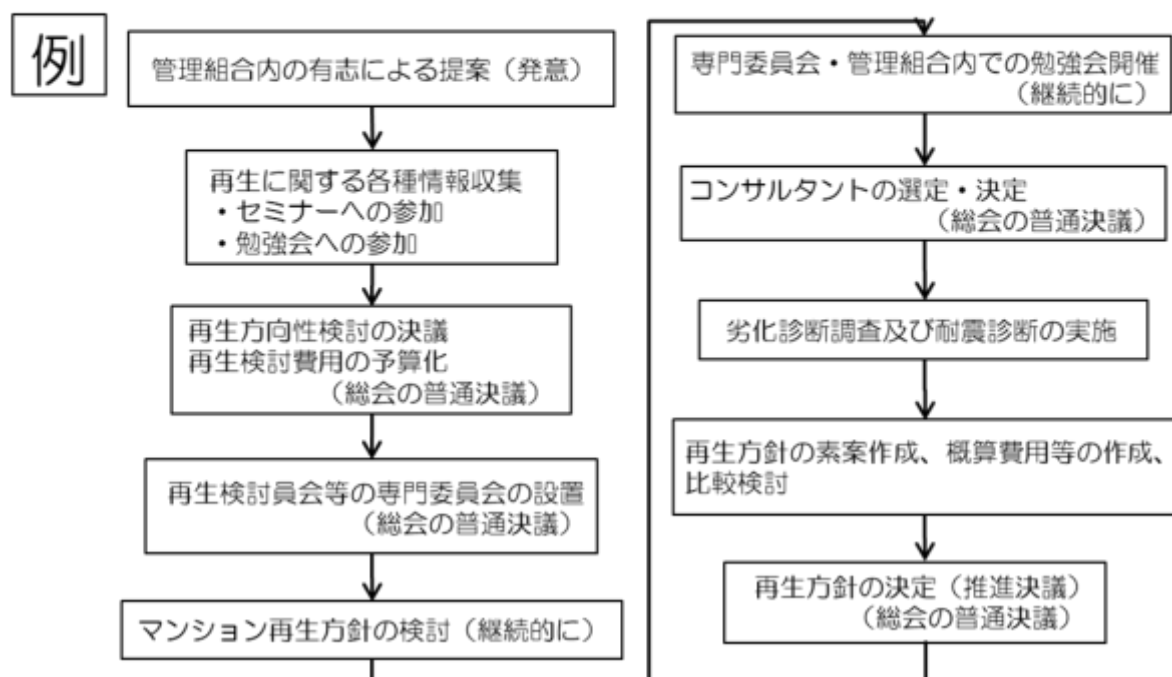 例
管理組合内の有志による提案（発意）
再生に関する各種情報収集
・セミナーへの参加
・勉強会への参加
再生方向性検討の決議
再生検討費用の予算化
（総会の普通決議）
再生検討員会等の専門委員会の設置
（総会の普通決議）
マンション再生方針の検討（継続的に）
専門委員会・管理組合内での勉強会開催
（継続的に）
コンサルタントの選定・決定
（総会の普通決議）
劣化診断調査及び耐震診断の実施
再生方針の素案作成、概算費用等の作成、
比較検討
再生方針の決定（推進決議）
（総会の普通決議）